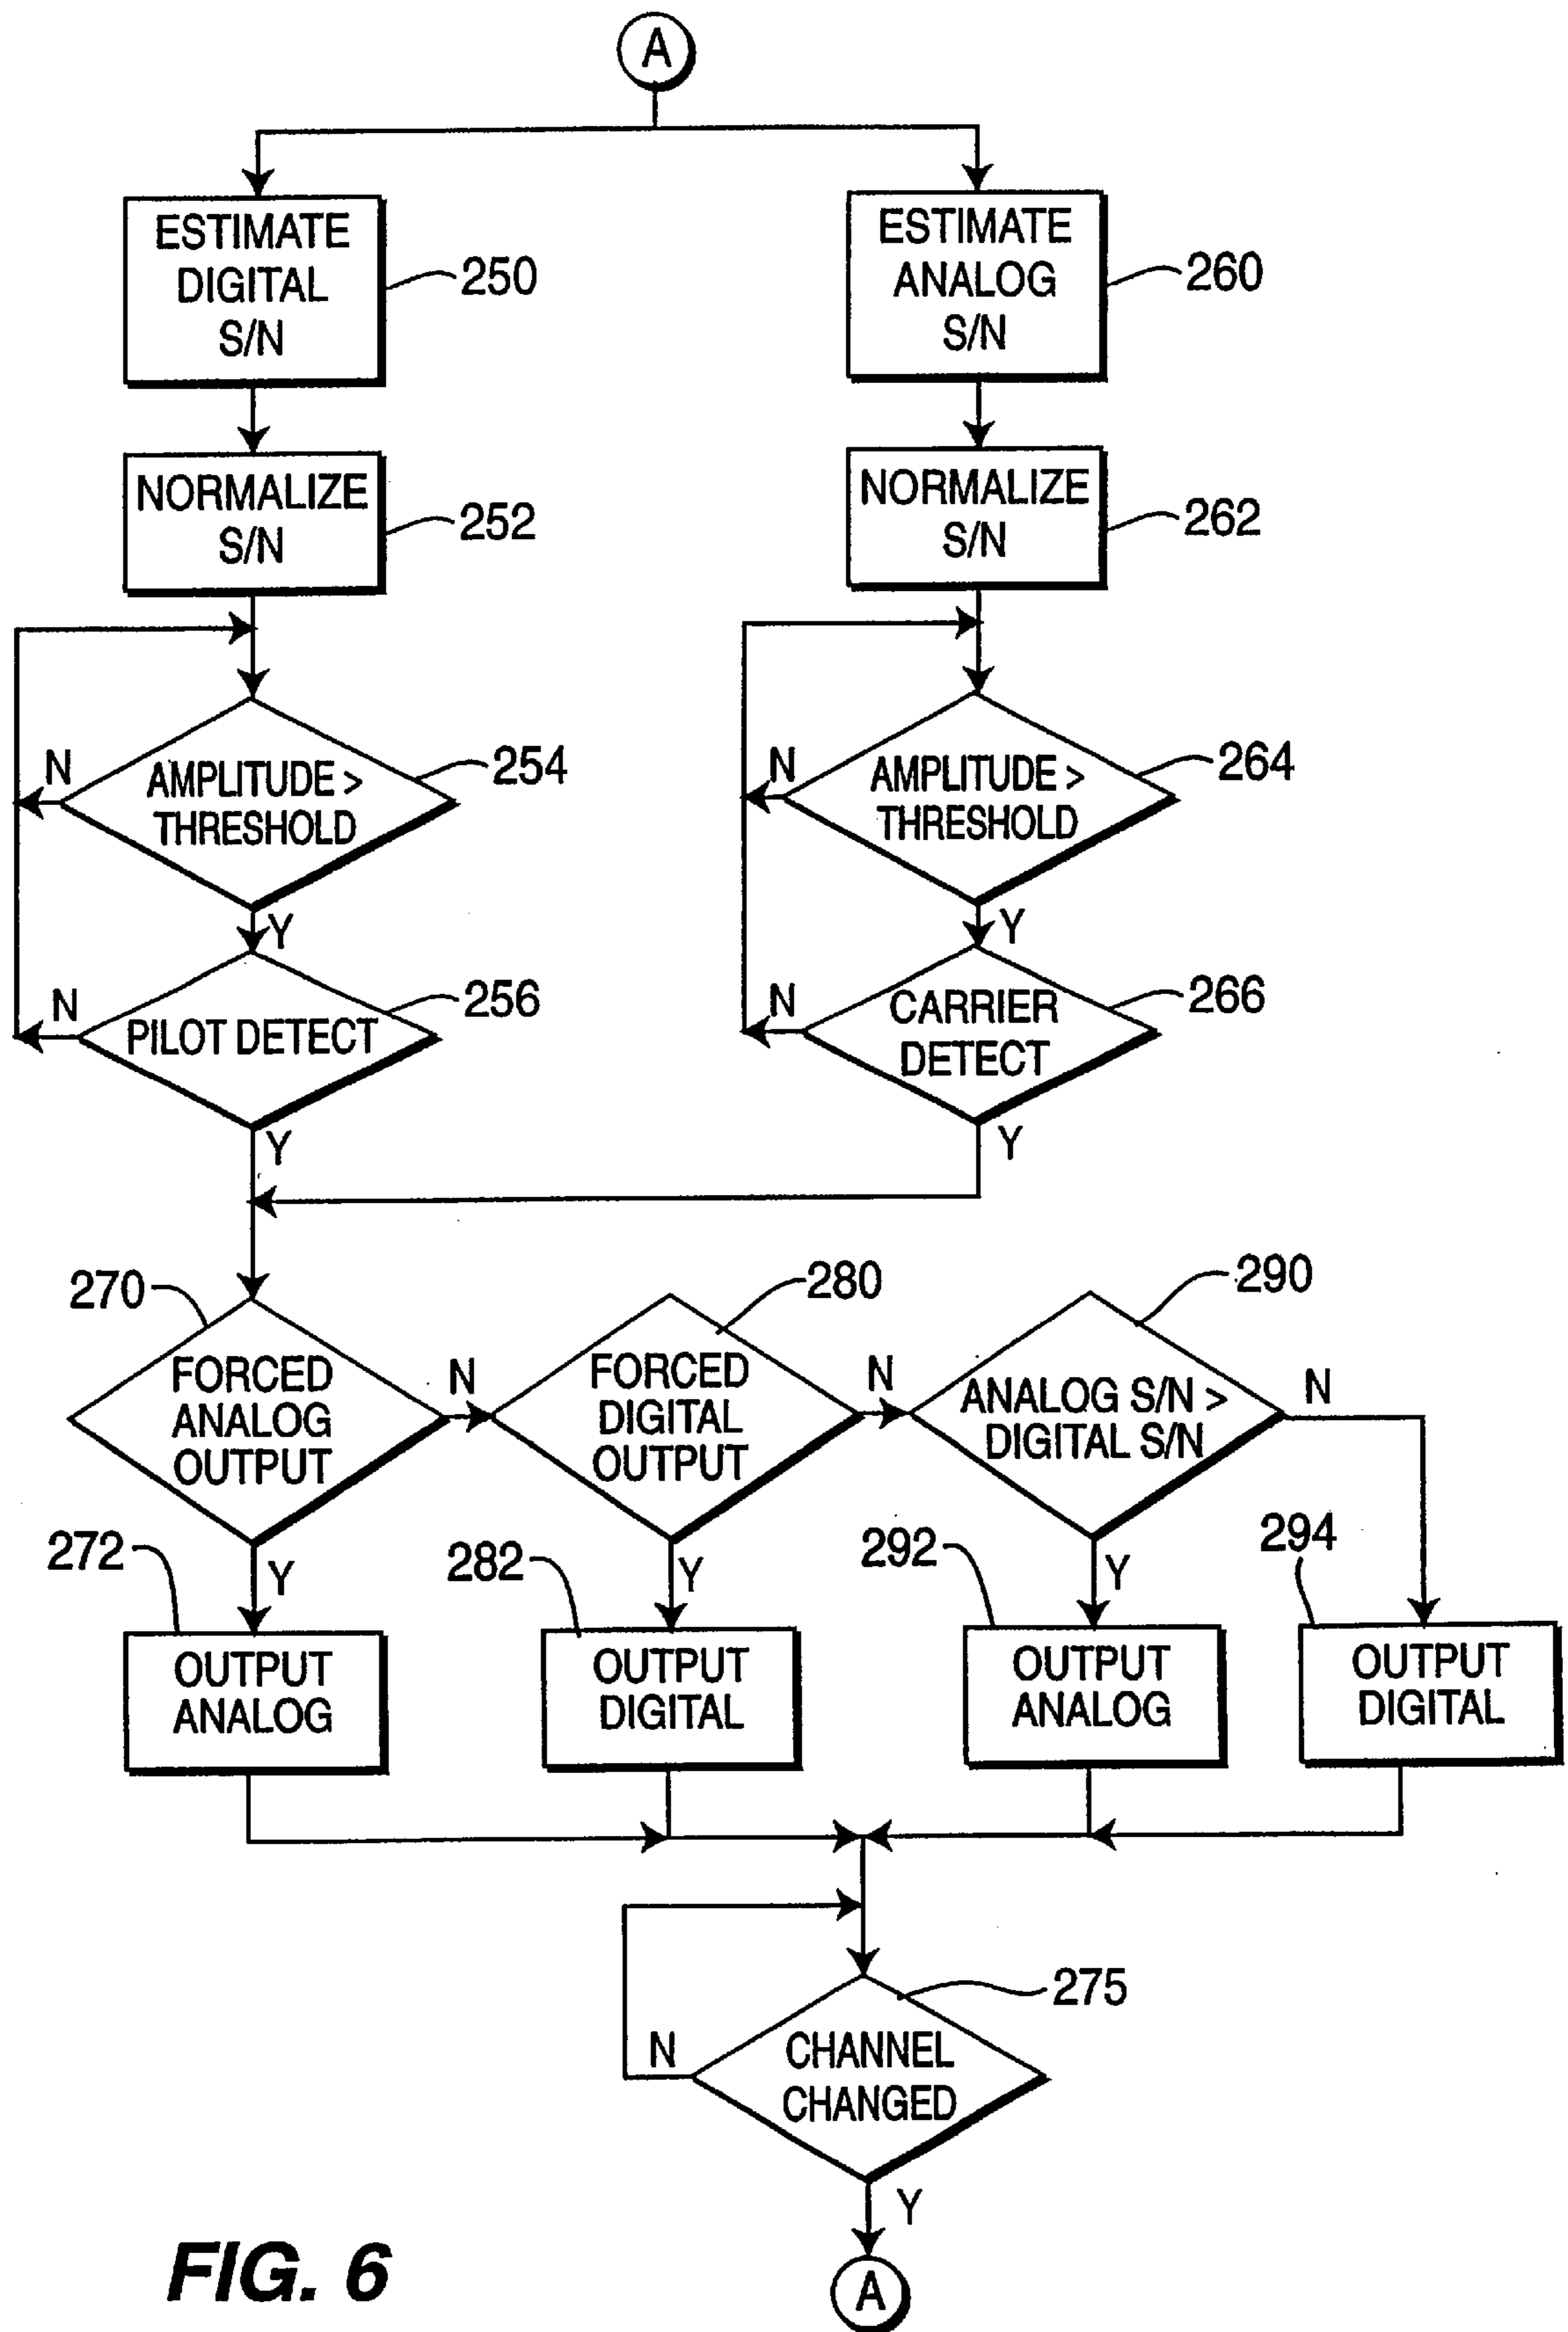 A
ESTIMATE
DIGITAL
S/N
250
ESTIMATE
ANALOG
S/N
260
NORMALIZE
S/N
252
NORMALIZE
S/N
262
N
AMPLITUDE >
THRESHOLD
254
Y
N
AMPLITUDE >
THRESHOLD
264
Y
N
PILOT DETECT
256
Y
N
CARRIER
DETECT
266
Y
270
FORCED
ANALOG
OUTPUT
N
Y
280
FORCED
DIGITAL
OUTPUT
N
Y
290
ANALOG S/N >
DIGITAL S/N
N
Y
272
OUTPUT
ANALOG
282
OUTPUT
DIGITAL
292
OUTPUT
ANALOG
294
OUTPUT
DIGITAL
275
N
CHANNEL
CHANGED
Y
A
FIG. 6